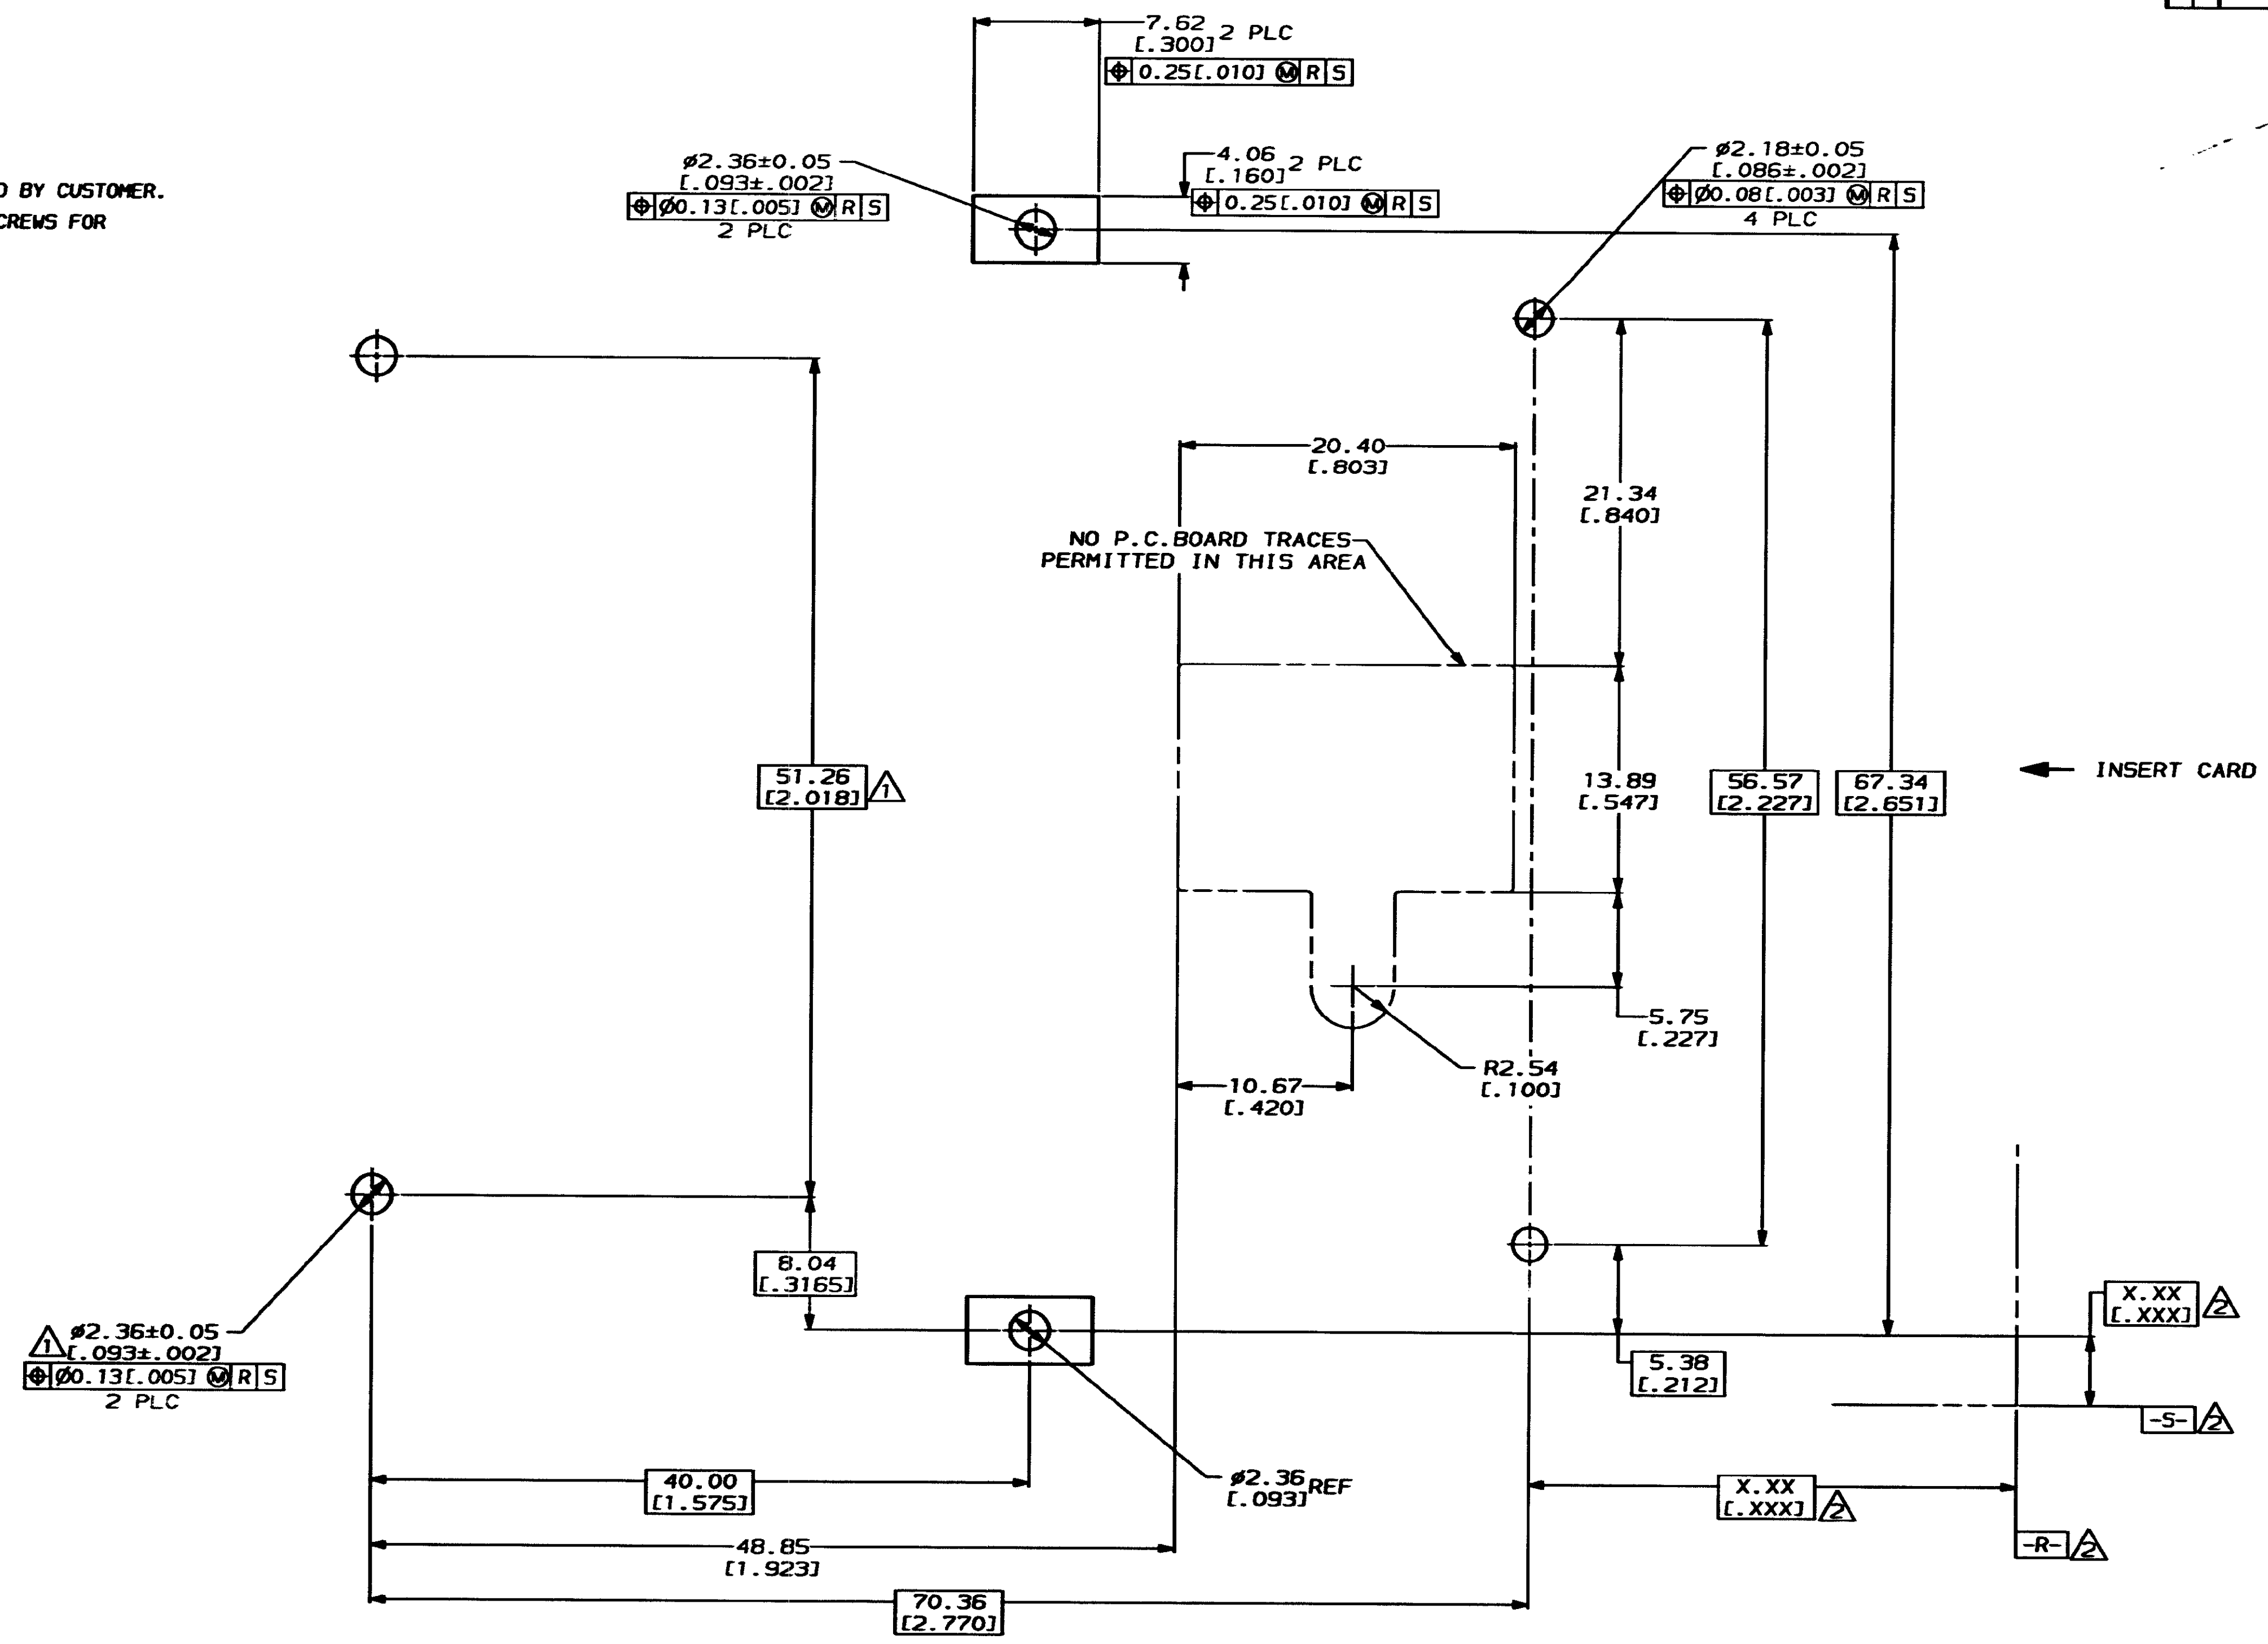 7.62
[.300] 2 PLC
⌖ 0.25[.010] Ⓜ R S
ø2.36±0.05
[.093±.002]
⌖ Ø0.13[.005] Ⓜ R S
2 PLC
4.06
[.160] 2 PLC
⌖ 0.25[.010] Ⓜ R S
ø2.18±0.05
[.086±.002]
⌖ Ø0.08[.003] Ⓜ R S
4 PLC
BY CUSTOMER.
FOR
20.40
[.803]
21.34
[.840]
NO P.C.BOARD TRACES
PERMITTED IN THIS AREA
51.26
[2.018] 1
13.89
[.547]
56.57
[2.227]
67.34
[2.651]
INSERT CARD
5.75
[.227]
R2.54
[.100]
10.67
[.420]
8.04
[.3165]
1 ø2.36±0.05
[.093±.002]
⌖ Ø0.13[.005] Ⓜ R S
2 PLC
X.XX
[.XXX] 2
5.38
[.212]
-S- 2
40.00
[1.575]
ø2.36
[.093] REF
X.XX
[.XXX] 2
48.85
[1.923]
-R- 2
70.36
[2.770]